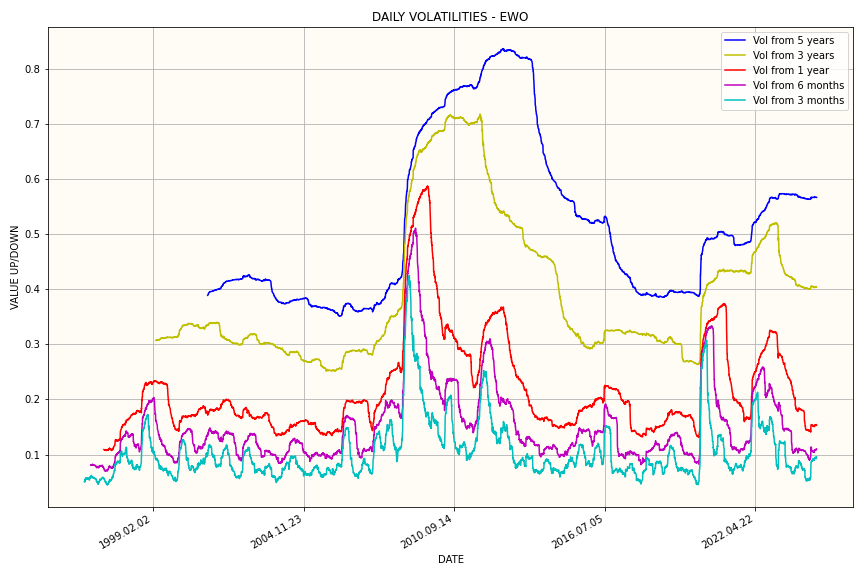 DAILY VOLATILITIES - EWO
Vol from 5 years
Vol from 3 years
Vol from 1 year
Vol from 6 months
Vol from 3 months
VALUE UP/DOWN
0.8
0.7
0.6
0.5
0.4
0.3
0.2
0.1
1999.02.02
2004.11.23
2010.09.14
2016.07.05
2022.04.22
DATE